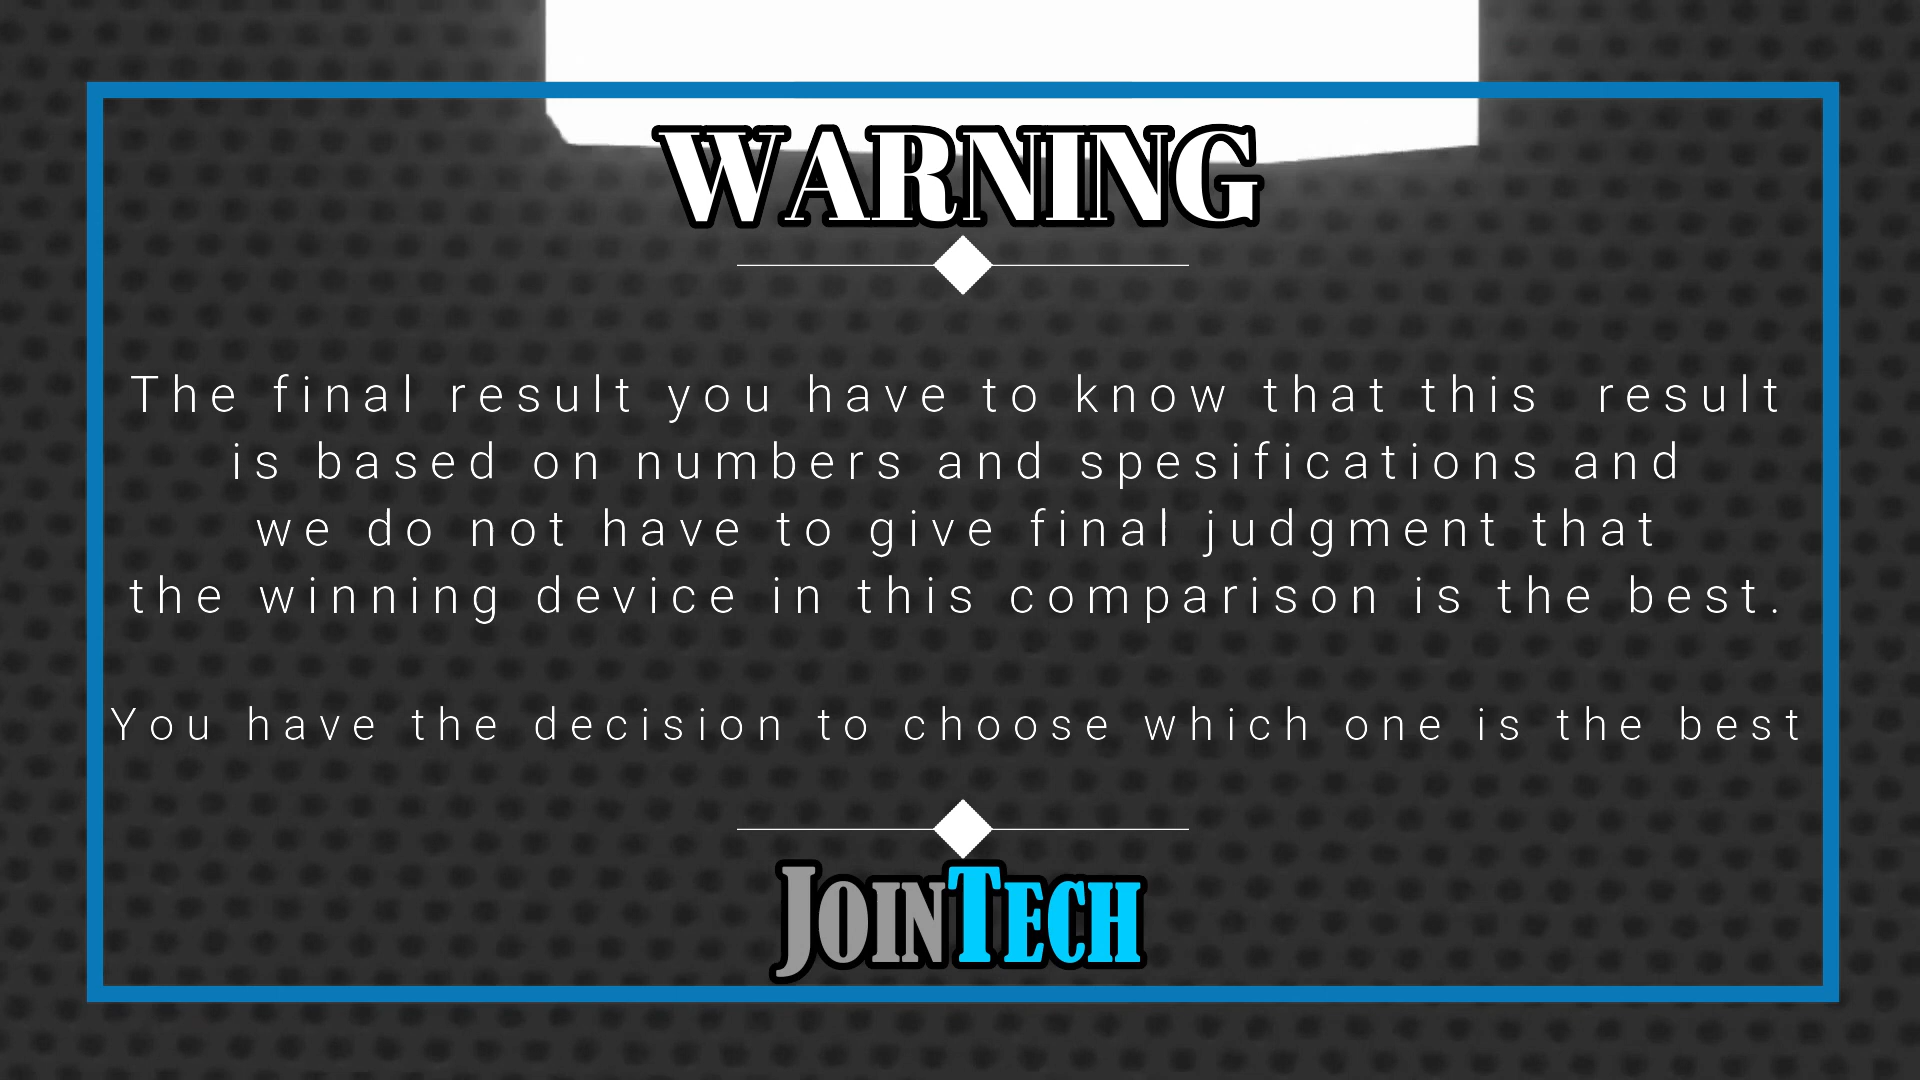 WARNING
The final result you have to know that this result
is based on numbers and spesifications and
we do not have to give final judgment that
the winning device in this comparison is the best.
You have the decision to choose which one is the best
JOINTECH